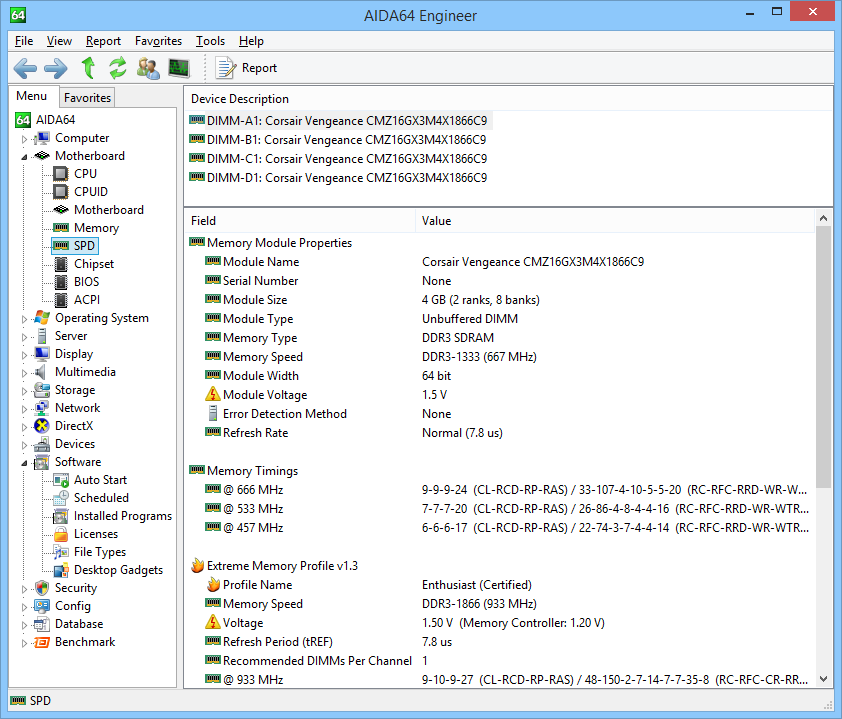 64 AIDA64 Engineer
File View Report Favorites Tools Help
Report
Menu Favorites
64 AIDA64
Computer
Motherboard
CPU
CPUID
Motherboard
Memory
SPD
Chipset
BIOS
ACPI
Operating System
Server
Display
Multimedia
Storage
Network
DirectX
Devices
Software
Auto Start
Scheduled
Installed Programs
Licenses
File Types
Desktop Gadgets
Security
Config
Database
Benchmark
Device Description
DIMM-A1: Corsair Vengeance CMZ16GX3M4X1866C9
DIMM-B1: Corsair Vengeance CMZ16GX3M4X1866C9
DIMM-C1: Corsair Vengeance CMZ16GX3M4X1866C9
DIMM-D1: Corsair Vengeance CMZ16GX3M4X1866C9
Field Value
Memory Module Properties
Module Name Corsair Vengeance CMZ16GX3M4X1866C9
Serial Number None
Module Size 4 GB (2 ranks, 8 banks)
Module Type Unbuffered DIMM
Memory Type DDR3 SDRAM
Memory Speed DDR3-1333 (667 MHz)
Module Width 64 bit
Module Voltage 1.5 V
Error Detection Method None
Refresh Rate Normal (7.8 us)
Memory Timings
@ 666 MHz 9-9-9-24 (CL-RCD-RP-RAS) / 33-107-4-10-5-5-20 (RC-RFC-RRD-WR-W...
@ 533 MHz 7-7-7-20 (CL-RCD-RP-RAS) / 26-86-4-8-4-4-16 (RC-RFC-RRD-WR-WTR...
@ 457 MHz 6-6-6-17 (CL-RCD-RP-RAS) / 22-74-3-7-4-4-14 (RC-RFC-RRD-WR-WTR...
Extreme Memory Profile v1.3
Profile Name Enthusiast (Certified)
Memory Speed DDR3-1866 (933 MHz)
Voltage 1.50 V (Memory Controller: 1.20 V)
Refresh Period (tREF) 7.8 us
Recommended DIMMs Per Channel 1
@ 933 MHz 9-10-9-27 (CL-RCD-RP-RAS) / 48-150-2-7-14-7-7-35-8 (RC-RFC-CR-RR...
SPD